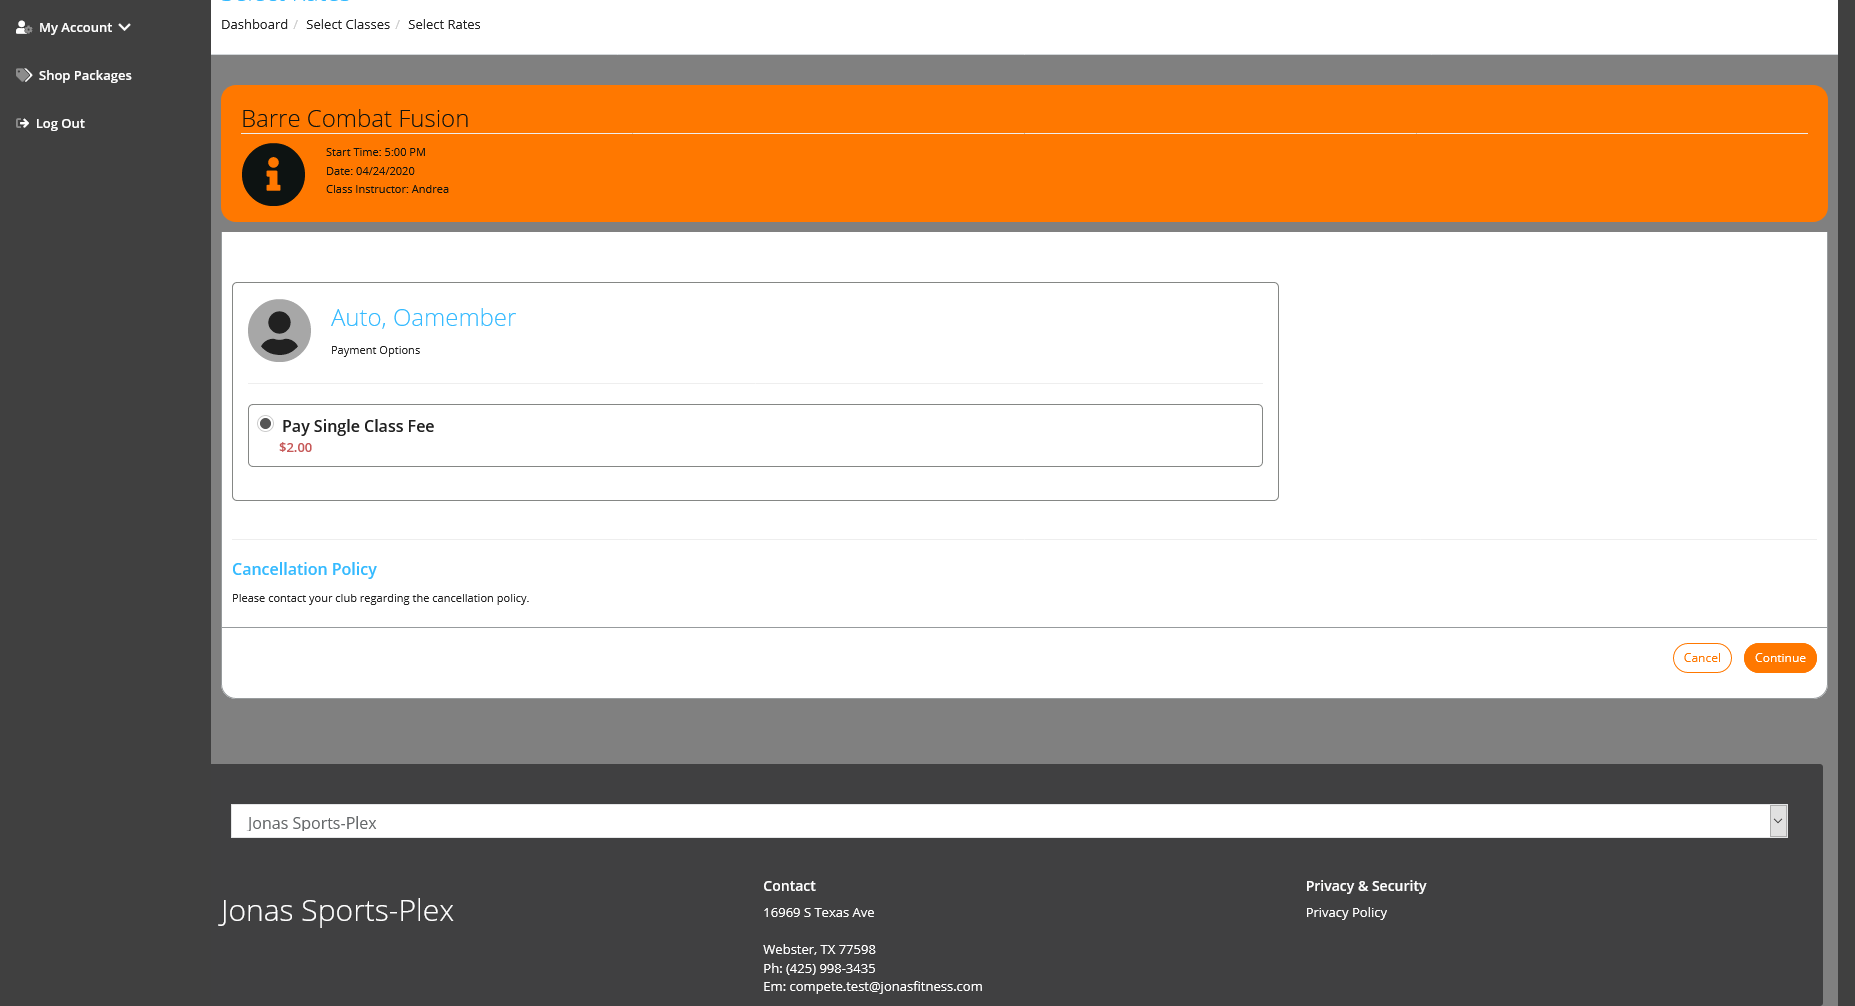 My Account
Shop Packages
Log Out
Select Rates
Dashboard / Select Classes / Select Rates
Barre Combat Fusion
Start Time: 5:00 PM
Date: 04/24/2020
Class Instructor: Andrea
Auto, Oamember
Payment Options
Pay Single Class Fee
$2.00
Cancellation Policy
Please contact your club regarding the cancellation policy.
Cancel
Continue
Jonas Sports-Plex
Jonas Sports-Plex
Contact
16969 S Texas Ave
Webster, TX 77598
Ph: (425) 998-3435
Em: compete.test@jonasfitness.com
Privacy & Security
Privacy Policy